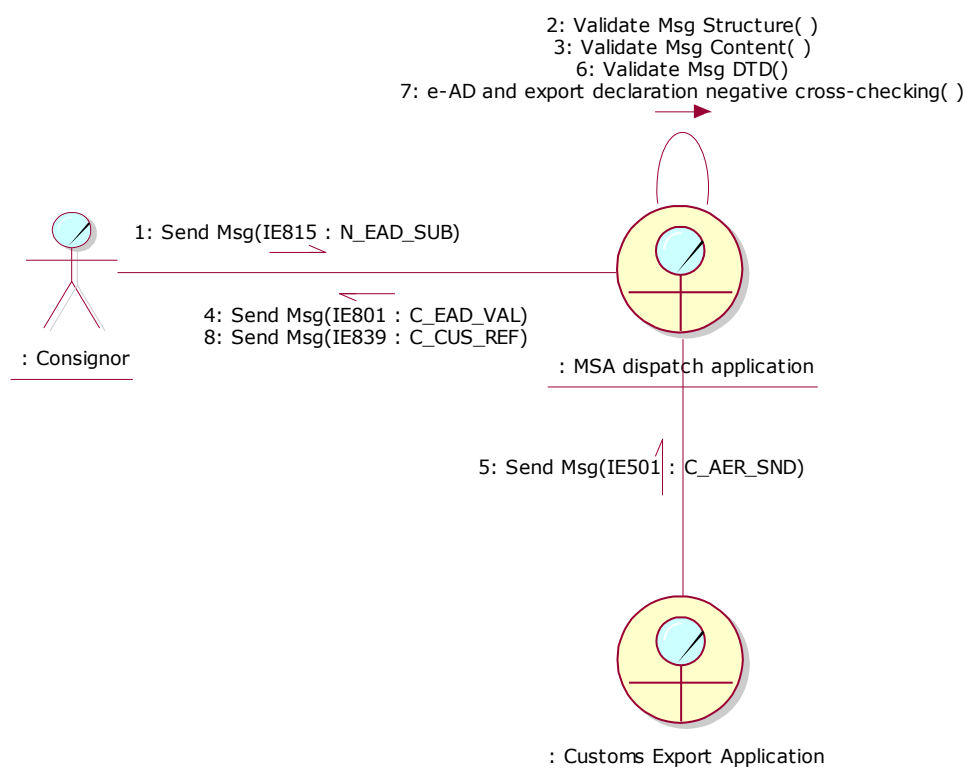 2: Validate Msg Structure( )
3: Validate Msg Content( )
6: Validate Msg DTD()
7: e-AD and export declaration negative cross-checking( )
1: Send Msg(IE815 : N_EAD_SUB)
4: Send Msg(IE801 : C_EAD_VAL)
8: Send Msg(IE839 : C_CUS_REF)
: Consignor
: MSA dispatch application
5: Send Msg(IE501 : C_AER_SND)
: Customs Export Application